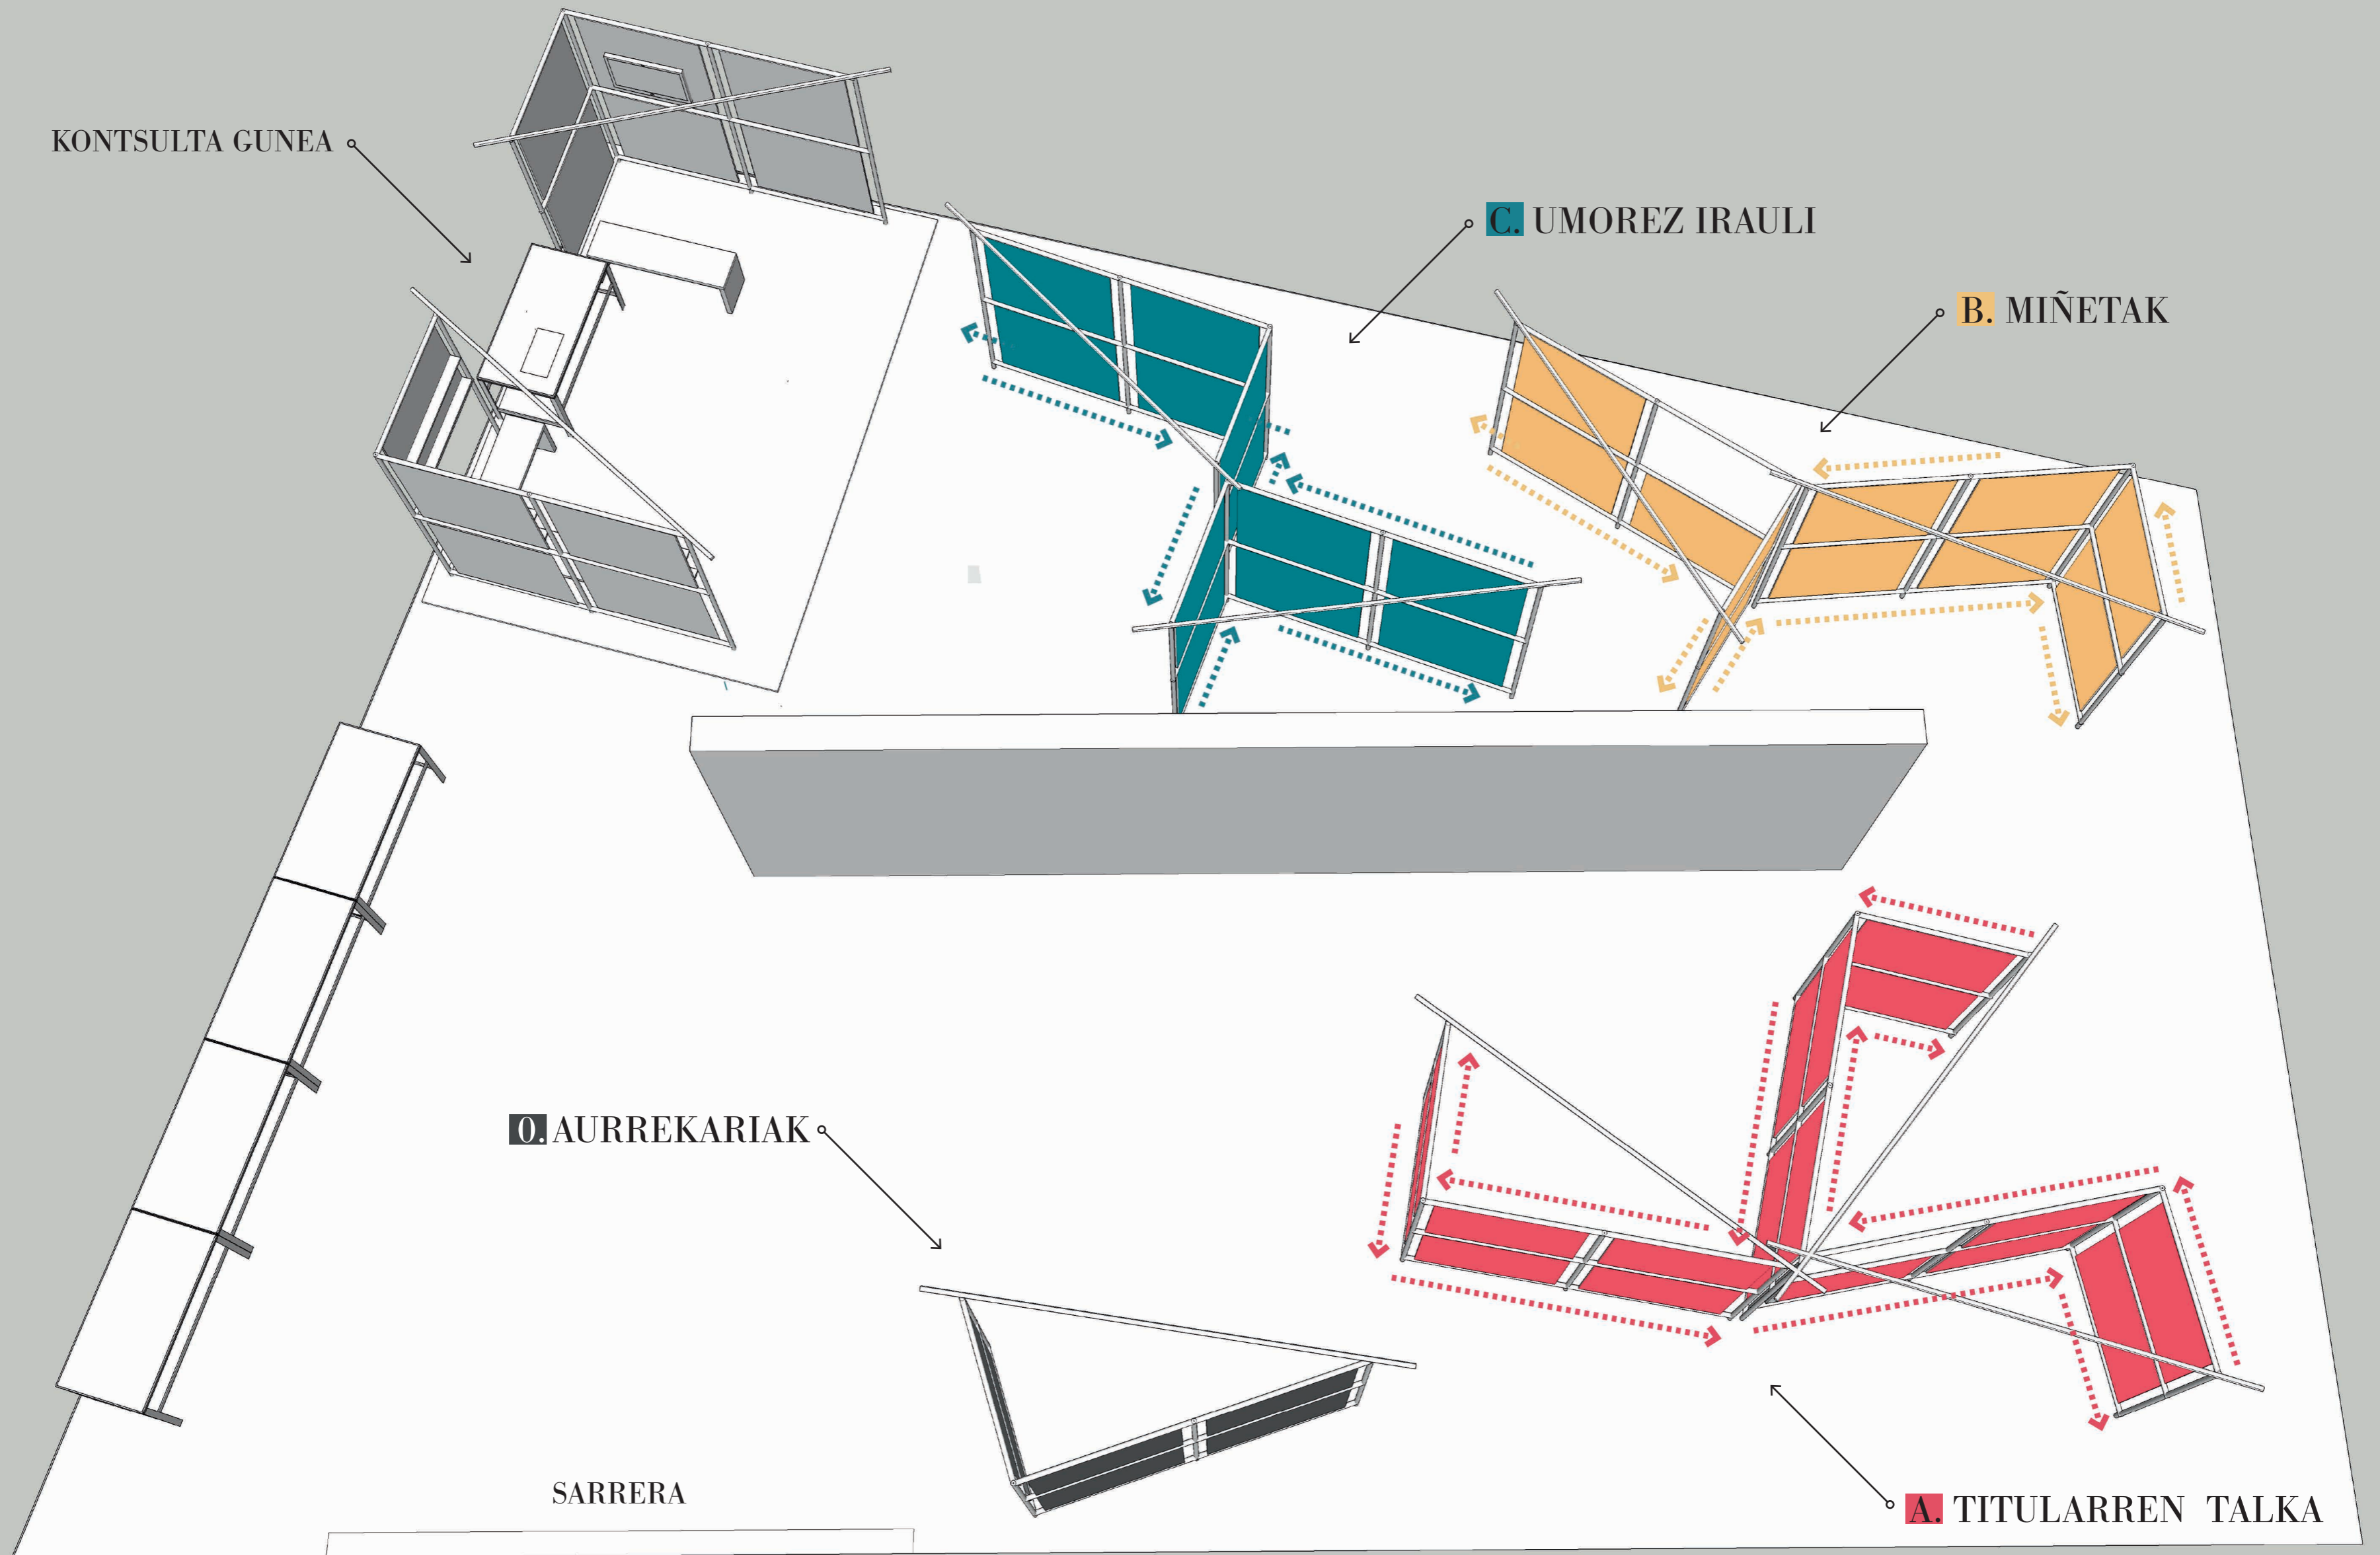 KONTSULTA GUNEA
C. UMOREZ IRAULI
B. MIÑETAK
0. AURREKARIAK
SARRERA
A. TITULARREN TALKA